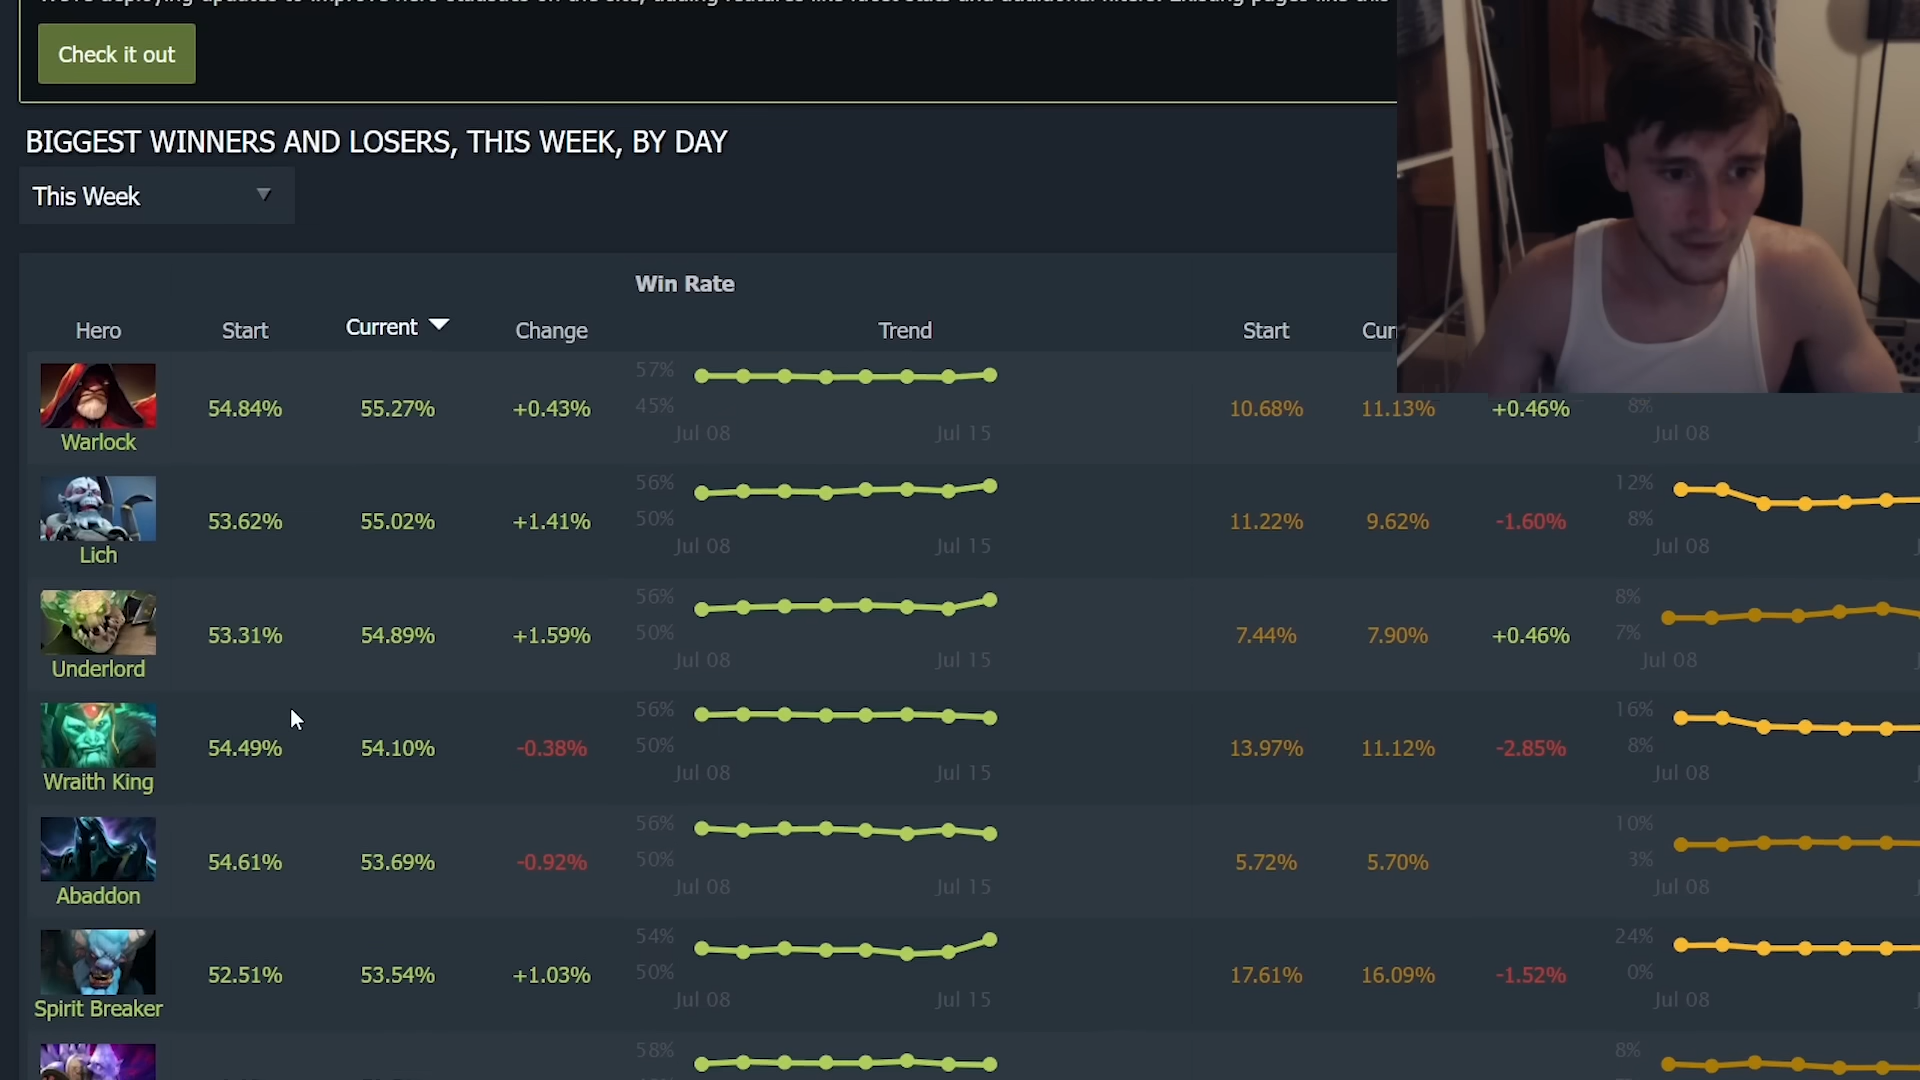 Check it out
BIGGEST WINNERS AND LOSERS, THIS WEEK, BY DAY
This Week
Win Rate
Hero Start Current Change Trend Start
57%
54.84% 55.27% +0.43% 45% 10.68% 11.13% +0.46% 8%
Warlock Jul 08 Jul 15 Jul 08
56% 12%
53.62% 55.02% +1.41% 50% 11.22% 9.62% -1.60% 8%
Lich Jul 08 Jul 15 Jul 08
56% 8%
53.31% 54.89% +1.59% 50% 7.44% 7.90% +0.46% 7%
Underlord Jul 08 Jul 15 Jul 08
56% 16%
54.49% 54.10% -0.38% 50% 13.97% 11.12% -2.85% 8%
Wraith King Jul 08 Jul 15 Jul 08
56% 10%
54.61% 53.69% -0.92% 50% 5.72% 5.70% 3%
Abaddon Jul 08 Jul 15 Jul 08
54% 24%
52.51% 53.54% +1.03% 50% 17.61% 16.09% -1.52% 0%
Spirit Breaker Jul 08 Jul 15 Jul 08
58% 8%